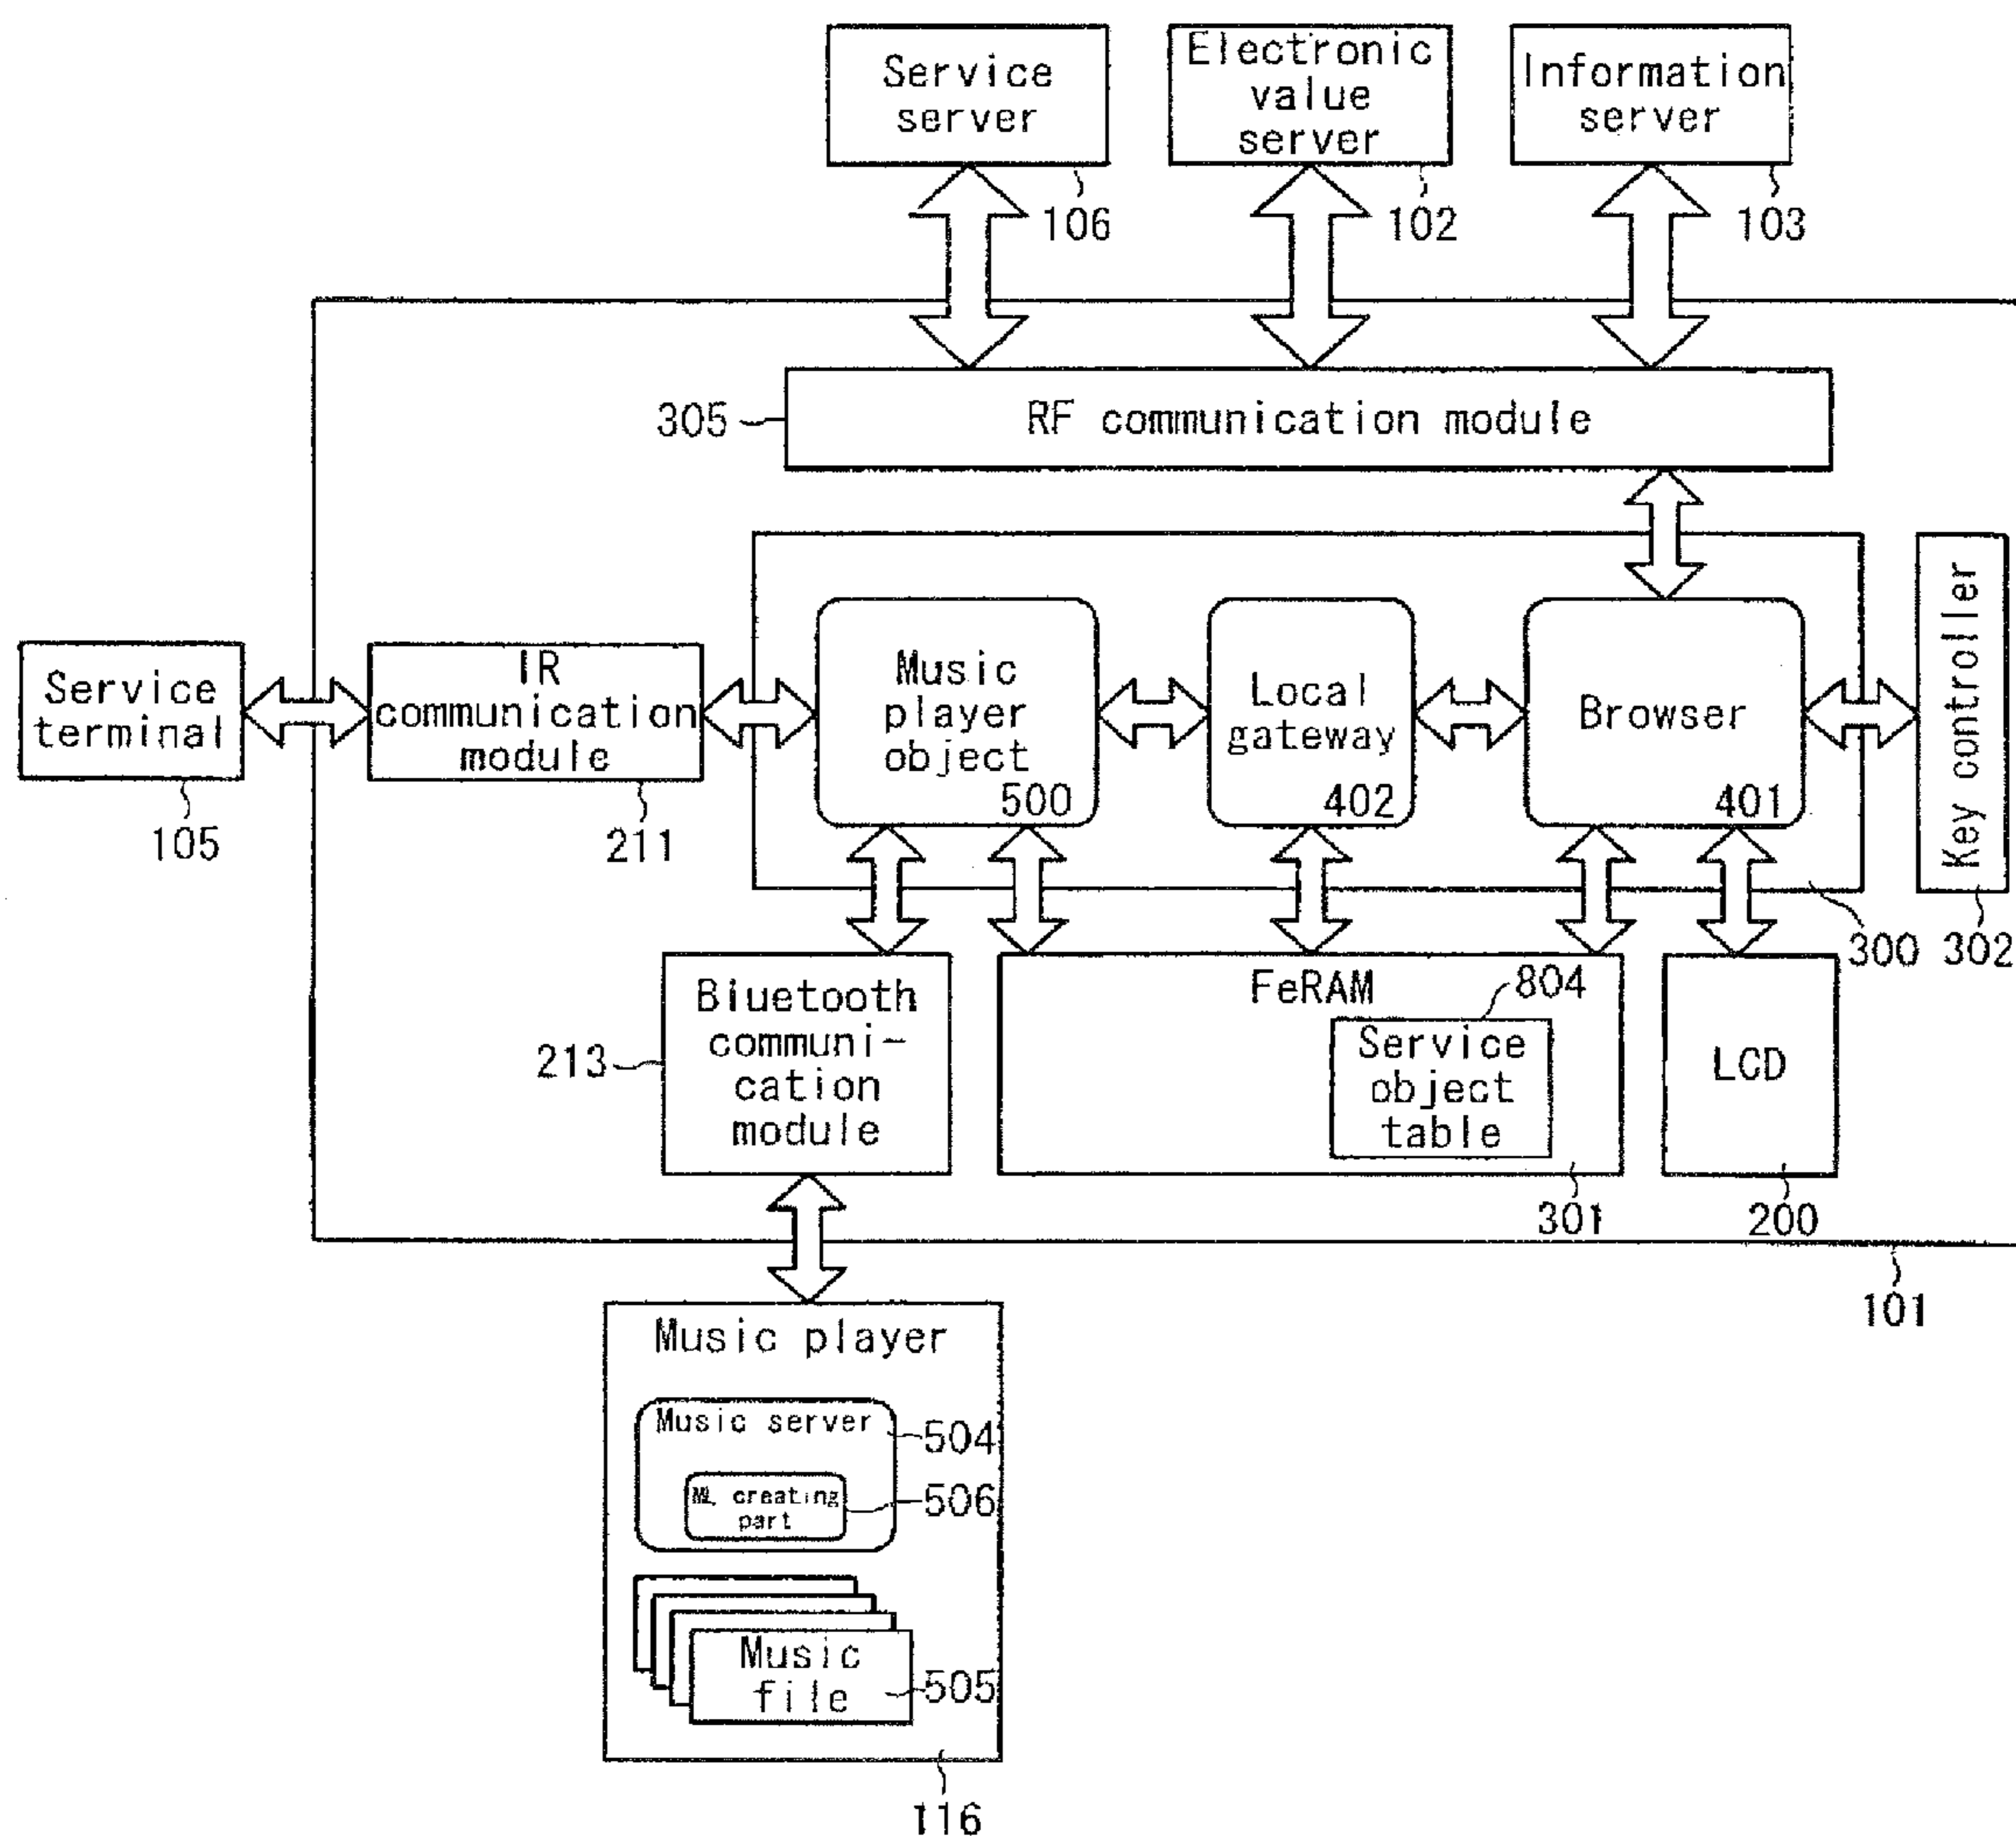 Service
server
106
Electronic
value
server
102
Information
server
103
305
RF communication module
Service
terminal
105
IR
communication
module
211
Music
player
object
500
Local
gateway
402
Browser
401
Key controller
302
300
213
Bluetooth
communi-
cation
module
FeRAM
804
Service
object
table
301
LCD
200
101
Music player
Music server
504
ML creating
part
506
Music
file
505
116